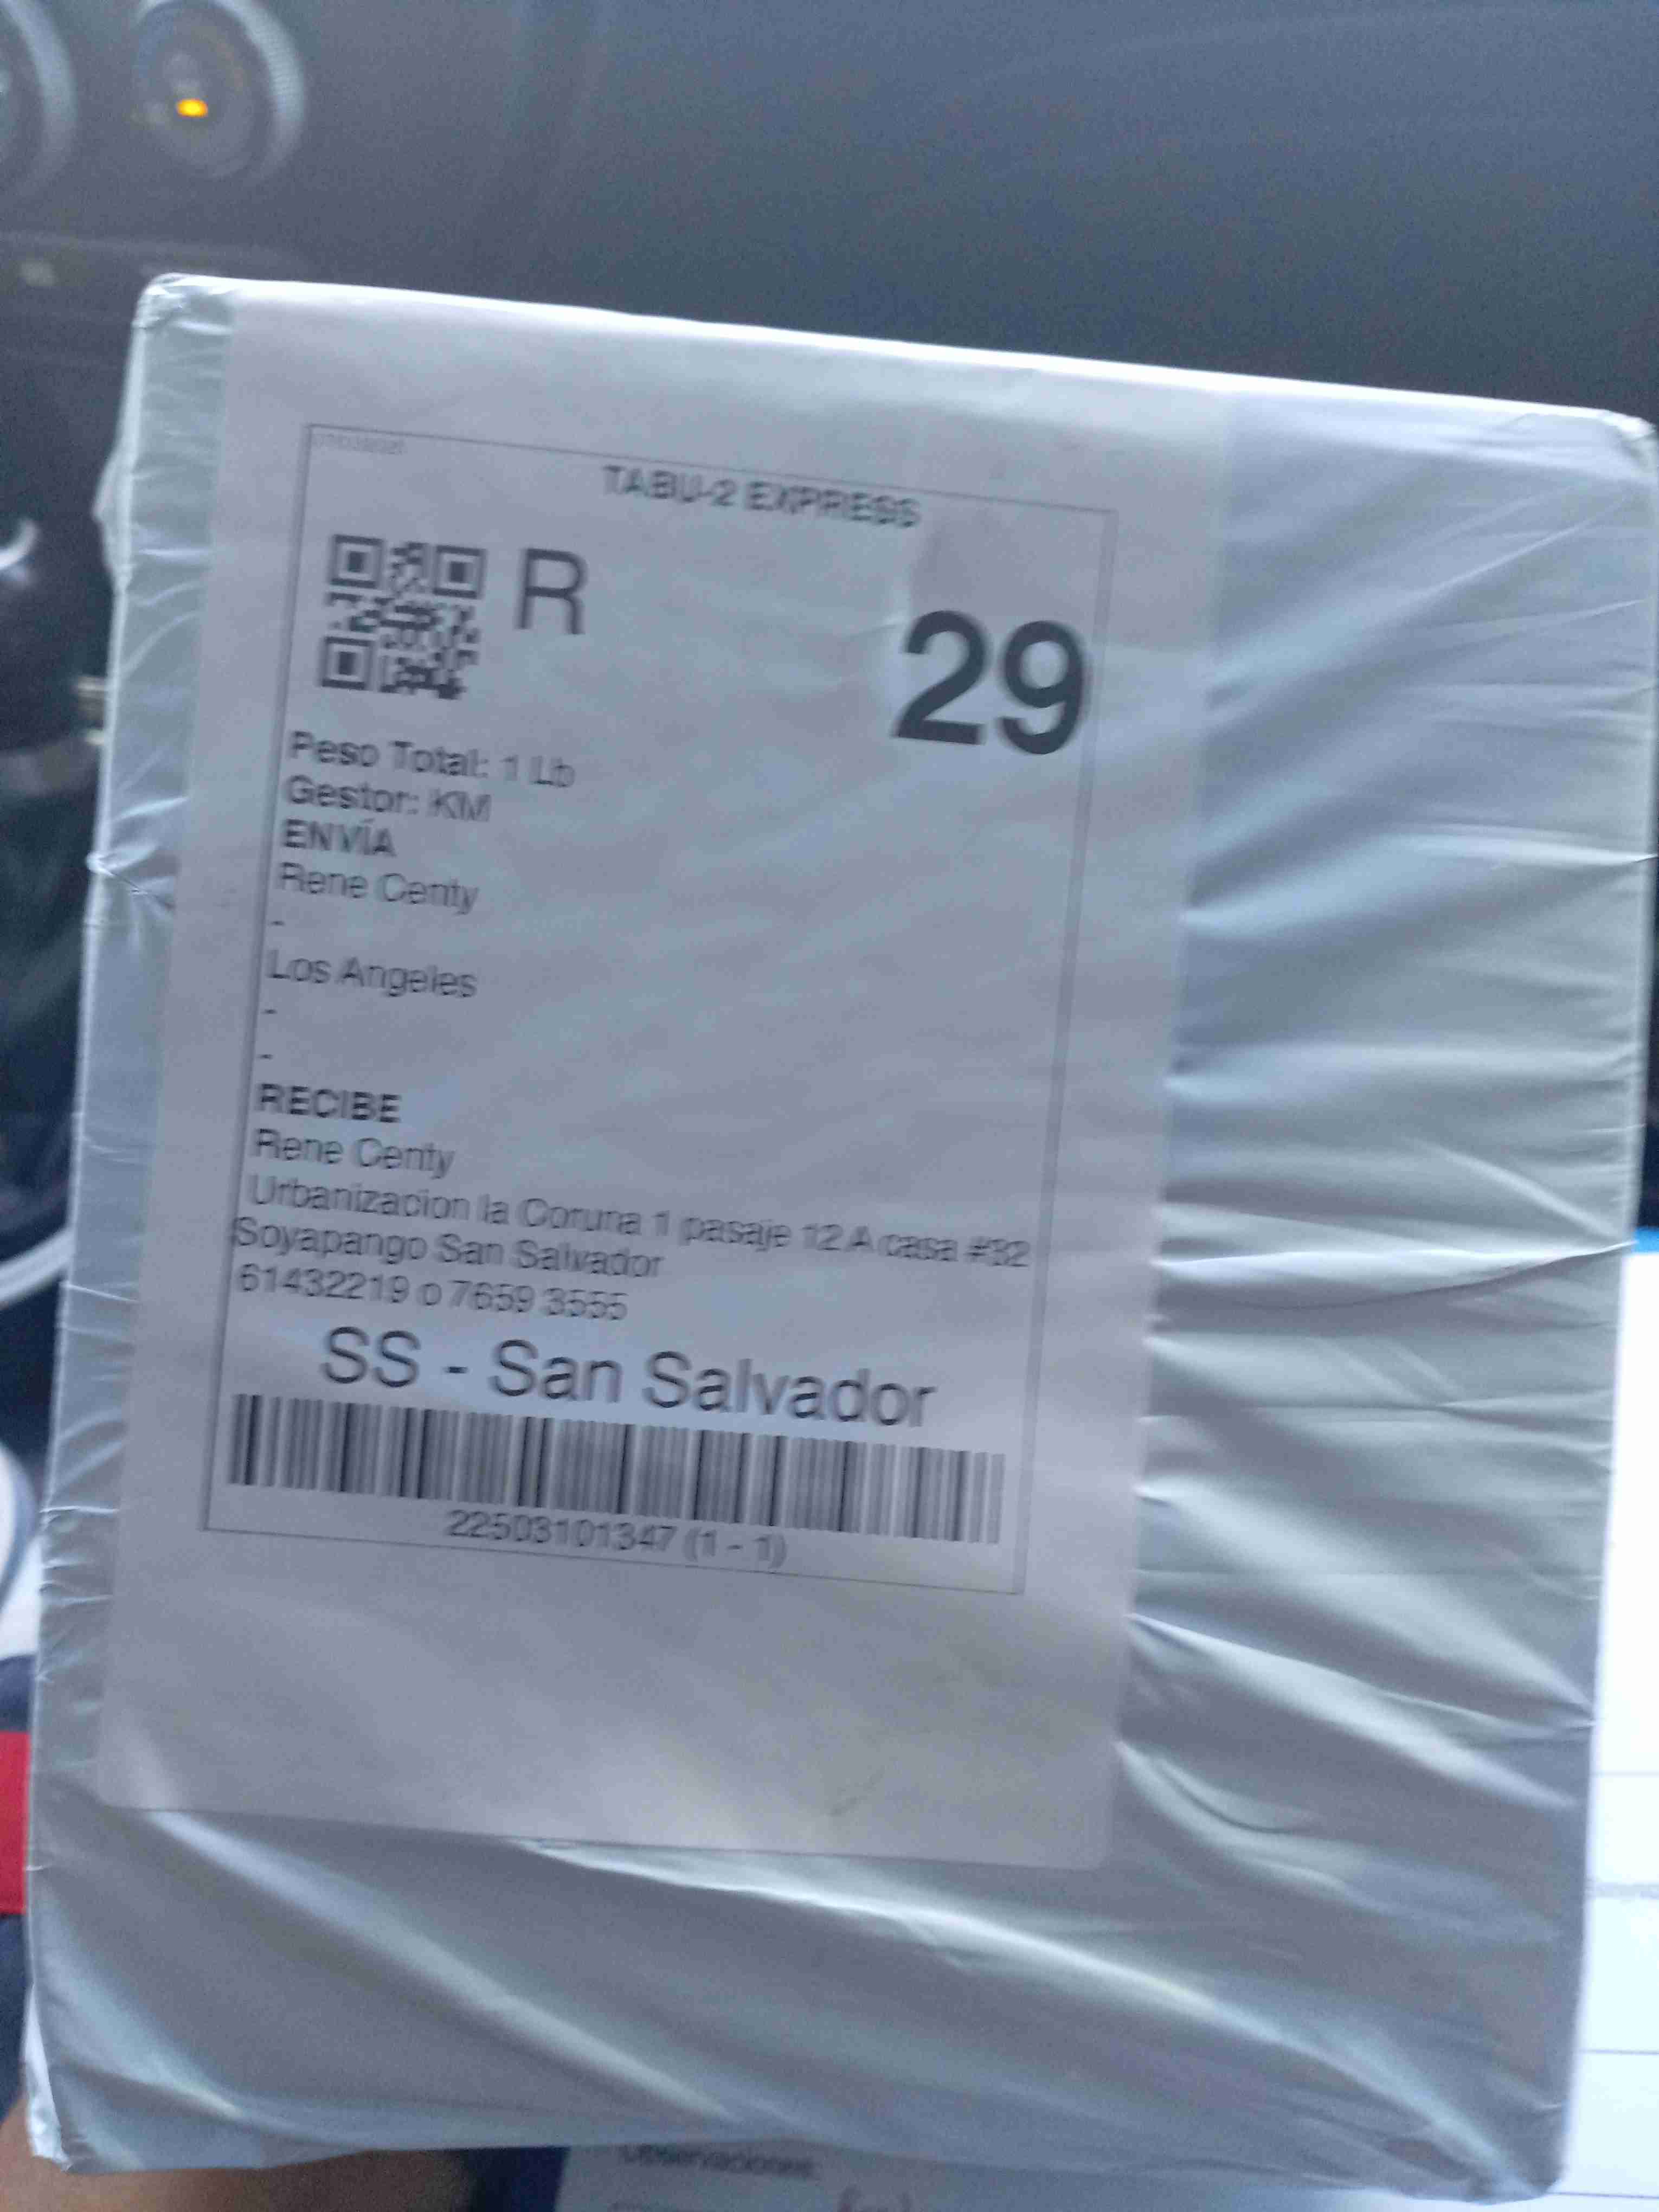 TABU-2 EXPRESS
R
29
Peso Total: 1 Lb
Gestor: KM
ENVÍA
Rene Centy
-
Los Angeles
-
-
RECIBE
Rene Centy
Urbanizacion la Coruna 1 pasaje 12 A casa #32
Soyapango San Salvador
61432219 o 7659 3555
SS - San Salvador
22503101347 (1 - 1)
Observaciones: